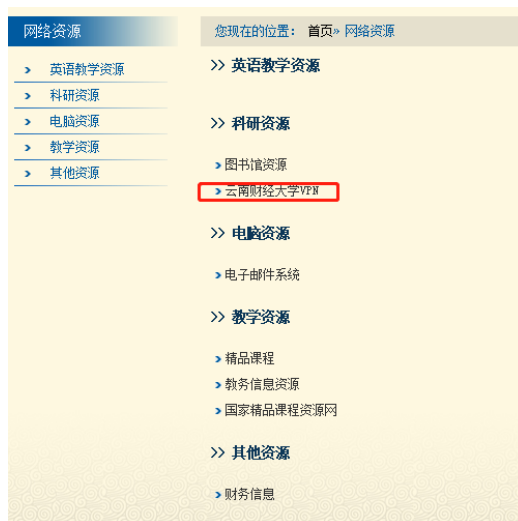 网络资源
英语教学资源
科研资源
电脑资源
教学资源
其他资源
您现在的位置： 首页» 网络资源
>> 英语教学资源
>> 科研资源
图书馆资源
云南财经大学VPN
>> 电脑资源
电子邮件系统
>> 教学资源
精品课程
教务信息资源
国家精品课程资源网
>> 其他资源
财务信息